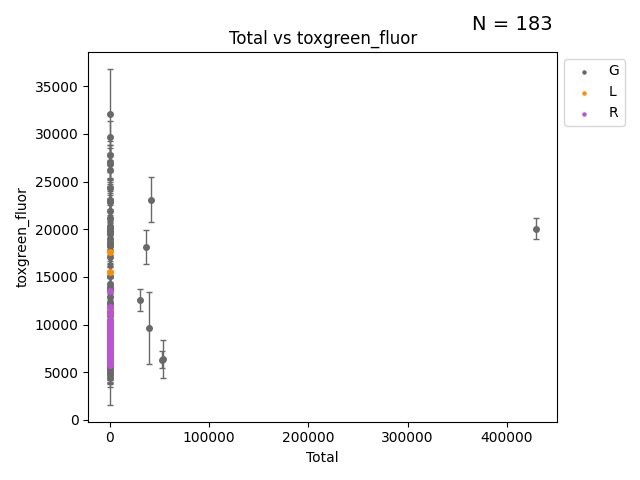 N = 183
Total vs toxgreen_fluor
G
L
R
35000
30000
25000
20000
15000
10000
5000
0
toxgreen_fluor
0 100000 200000 300000 400000
Total